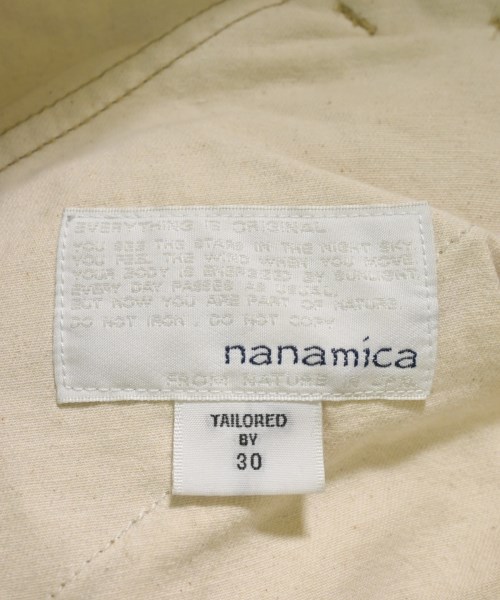 EVERYTHING IS ORIGINAL
YOU SEE THE STARS IN THE NIGHT SKY
YOU FEEL THE WIND WHEN YOU MOVE
YOUR BODY IS ENERGIZED BY SUNLIGHT
EVERY DAY PASSES AS USUAL.
BUT NOW YOU ARE PART OF NATURE.
DO NOT IRON . DO NOT COPY
nanamica
FROM NATURE
TAILORED
BY
30